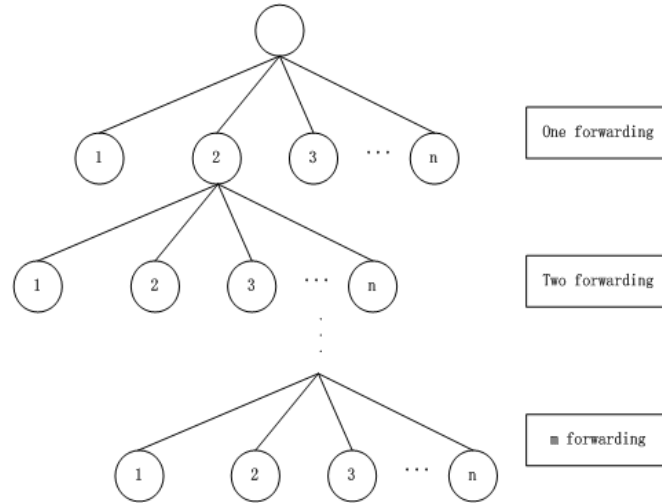 1 2 3 ... n One forwarding
1 2 3 ... n Two forwarding
1 2 3 ... n m forwarding